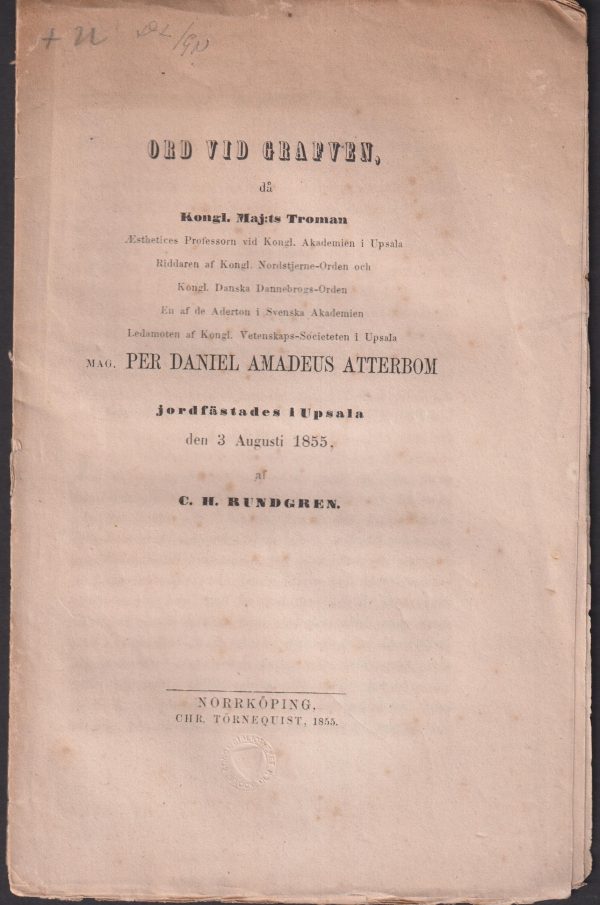 + U
ORD VID GRAFVEN,
då
Kongl. Maj:ts Troman
Æsthetices Professorn vid Kongl. Akademien i Upsala
Riddaren af Kongl. Nordstjerne-Orden och
Kongl. Danska Dannebrogs-Orden
En af de Aderton i Svenska Akademien
Ledamoten af Kongl. Vetenskaps-Societeten i Upsala
MAG. PER DANIEL AMADEUS ATTERBOM
jordfästades i Upsala
den 3 Augusti 1855,
af
C. H. RUNDGREN.
NORRKÖPING,
CHR. TÖRNEQUIST, 1855.